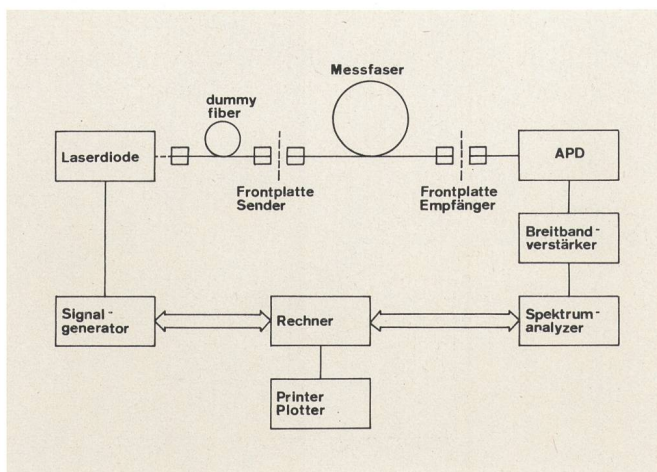 Messfaser
dummy
fiber
Laserdiode
APD
Frontplatte
Sender
Frontplatte
Empfänger
Breitband-
verstärker
Signal-
generator
Rechner
Spektrum-
analyzer
Printer
Plotter